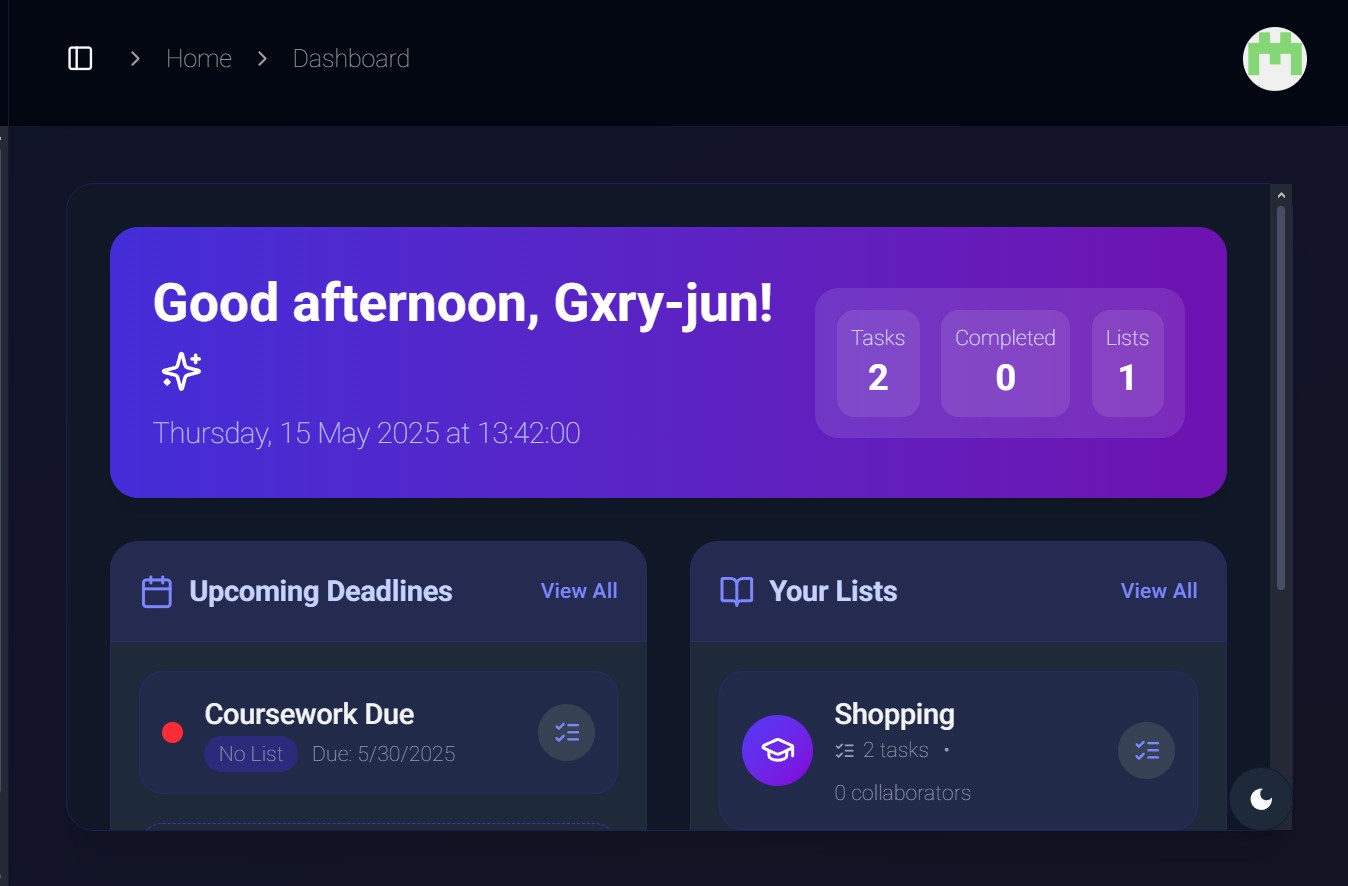 Home
Dashboard
Good afternoon, Gxry-jun!
Thursday, 15 May 2025 at 13:42:00
Tasks
2
Completed
0
Lists
1
Upcoming Deadlines
View All
Coursework Due
No List
Due: 5/30/2025
Your Lists
View All
Shopping
2 tasks •
0 collaborators